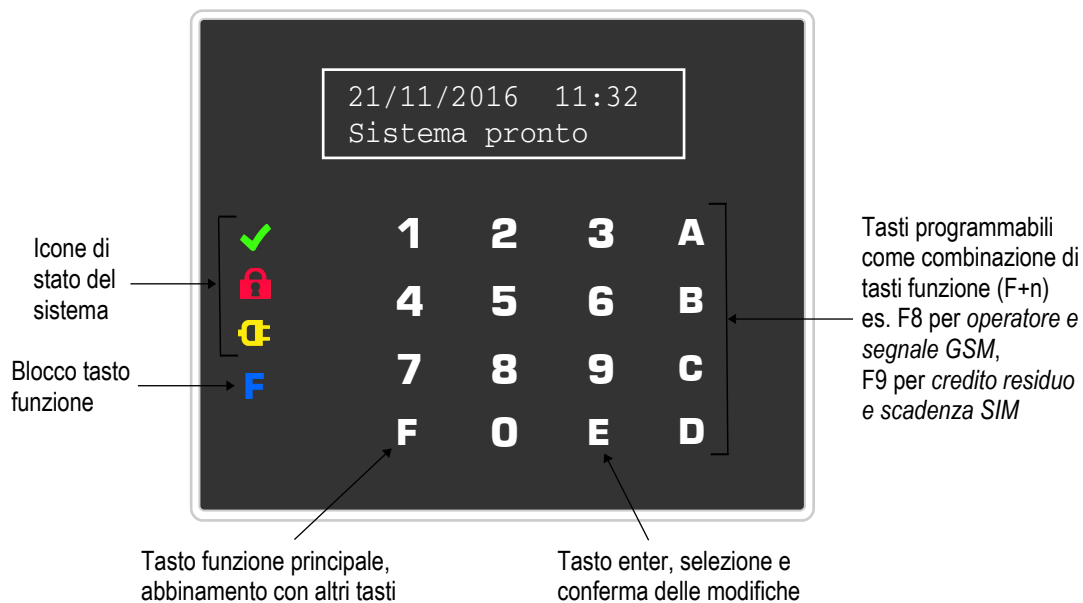 21/11/2016 11:32
Sistema pronto
Icone di
stato del
sistema
Blocco tasto
funzione
1 2 3 A
4 5 6 B
7 8 9 C
F
F 0 E D
Tasti programmabili
come combinazione di
tasti funzione (F+n)
es. F8 per operatore e
segnale GSM,
F9 per credito residuo
e scadenza SIM
Tasto funzione principale,
abbinamento con altri tasti
Tasto enter, selezione e
conferma delle modifiche